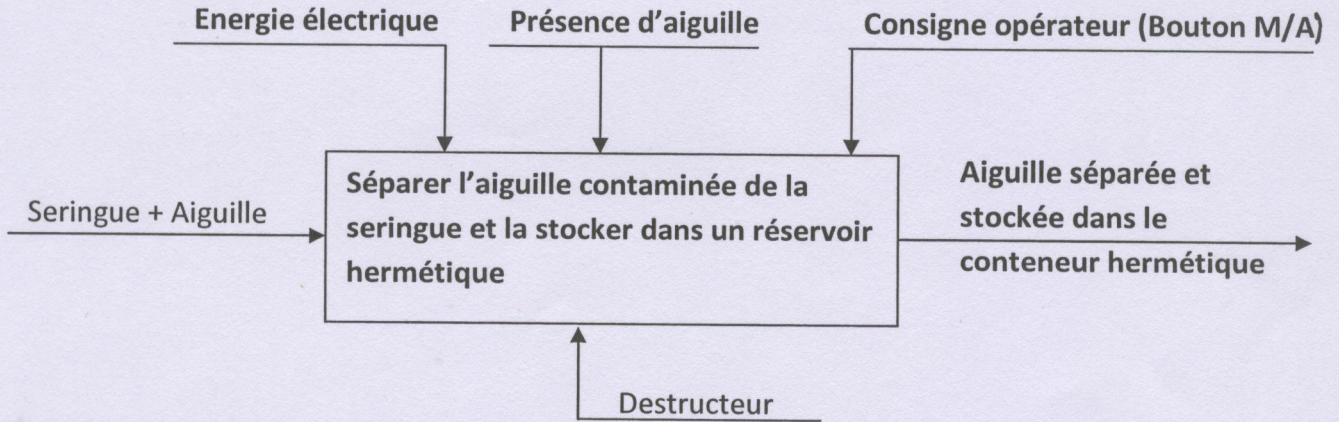 Energie électrique
Présence d'aiguille
Consigne opérateur (Bouton M/A)
Seringue + Aiguille
Séparer l'aiguille contaminée de la
seringue et la stocker dans un réservoir
hermétique
Aiguille séparée et
stockée dans le
conteneur hermétique
Destructeur